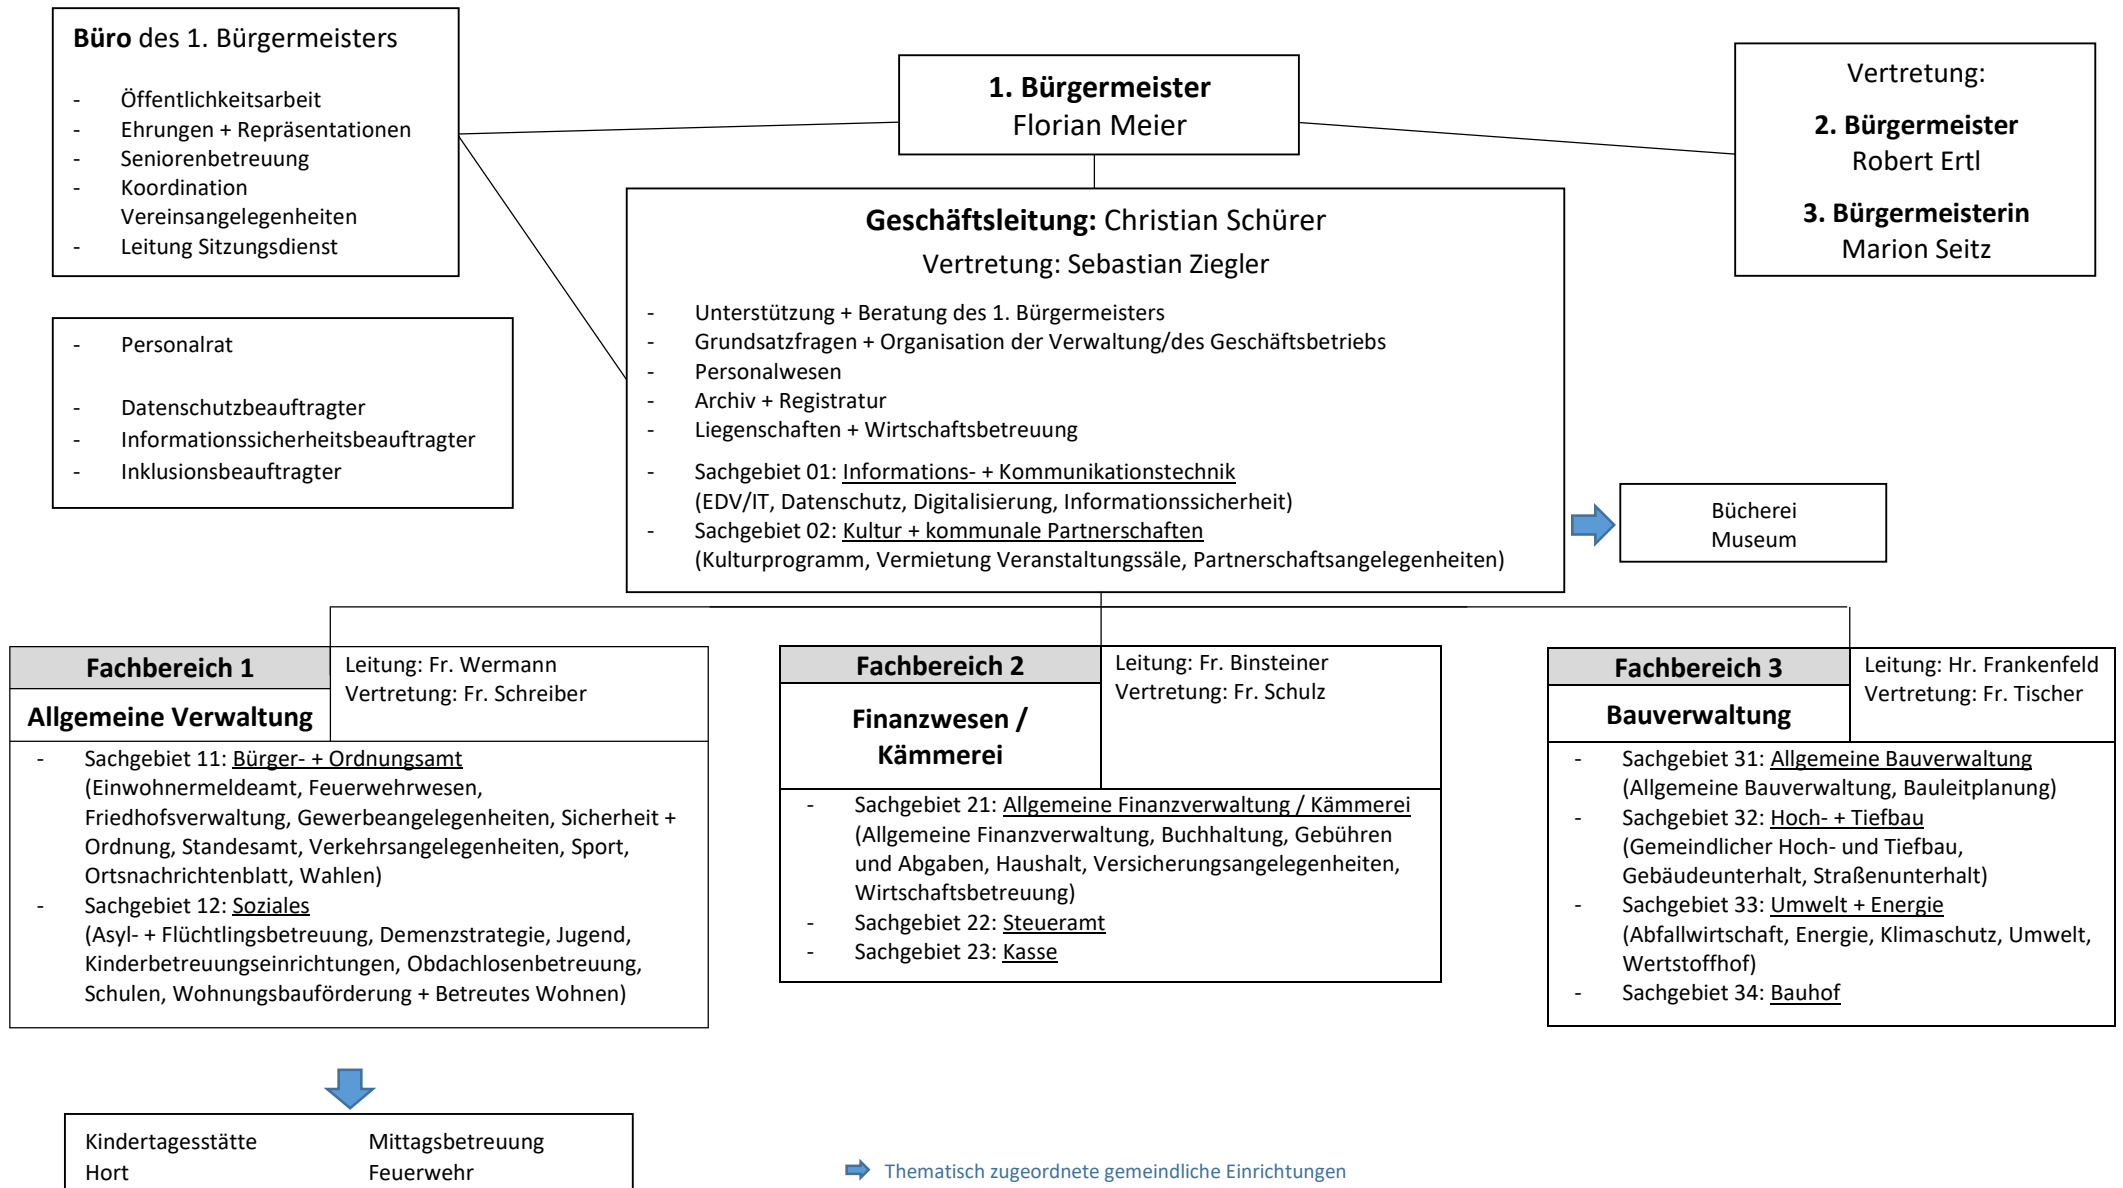 Büro des 1. Bürgermeisters
- Öffentlichkeitsarbeit
- Ehrungen + Repräsentationen
- Seniorenbetreuung
- Koordination
Vereinsangelegenheiten
- Leitung Sitzungsdienst
1. Bürgermeister
Florian Meier
Vertretung:
2. Bürgermeister
Robert Ertl
3. Bürgermeisterin
Marion Seitz
- Personalrat
- Datenschutzbeauftragter
- Informationssicherheitsbeauftragter
- Inklusionsbeauftragter
Geschäftsleitung: Christian Schürer
Vertretung: Sebastian Ziegler
- Unterstützung + Beratung des 1. Bürgermeisters
- Grundsatzfragen + Organisation der Verwaltung/des Geschäftsbetriebs
- Personalwesen
- Archiv + Registratur
- Liegenschaften + Wirtschaftsbetreuung
- Sachgebiet 01: Informations- + Kommunikationstechnik
(EDV/IT, Datenschutz, Digitalisierung, Informationssicherheit)
- Sachgebiet 02: Kultur + kommunale Partnerschaften
(Kulturprogramm, Vermietung Veranstaltungssäle, Partnerschaftsangelegenheiten)
Bücherei
Museum
Fachbereich 1
Leitung: Fr. Wermann
Vertretung: Fr. Schreiber
Allgemeine Verwaltung
- Sachgebiet 11: Bürger- + Ordnungsamt
(Einwohnermeldeamt, Feuerwehrwesen,
Friedhofsverwaltung, Gewerbeangelegenheiten, Sicherheit +
Ordnung, Standesamt, Verkehrsangelegenheiten, Sport,
Ortsnachrichtenblatt, Wahlen)
- Sachgebiet 12: Soziales
(Asyl- + Flüchtlingsbetreuung, Demenzstrategie, Jugend,
Kinderbetreuungseinrichtungen, Obdachlosenbetreuung,
Schulen, Wohnungsbauförderung + Betreutes Wohnen)
Fachbereich 2
Leitung: Fr. Binsteiner
Vertretung: Fr. Schulz
Finanzwesen /
Kämmerei
- Sachgebiet 21: Allgemeine Finanzverwaltung / Kämmerei
(Allgemeine Finanzverwaltung, Buchhaltung, Gebühren
und Abgaben, Haushalt, Versicherungsangelegenheiten,
Wirtschaftsbetreuung)
- Sachgebiet 22: Steueramt
- Sachgebiet 23: Kasse
Fachbereich 3
Leitung: Hr. Frankenfeld
Vertretung: Fr. Tischer
Bauverwaltung
- Sachgebiet 31: Allgemeine Bauverwaltung
(Allgemeine Bauverwaltung, Bauleitplanung)
- Sachgebiet 32: Hoch- + Tiefbau
(Gemeindlicher Hoch- und Tiefbau,
Gebäudeunterhalt, Straßenunterhalt)
- Sachgebiet 33: Umwelt + Energie
(Abfallwirtschaft, Energie, Klimaschutz, Umwelt,
Wertstoffhof)
- Sachgebiet 34: Bauhof
Kindertagesstätte Mittagsbetreuung
Hort Feuerwehr
Thematisch zugeordnete gemeindliche Einrichtungen